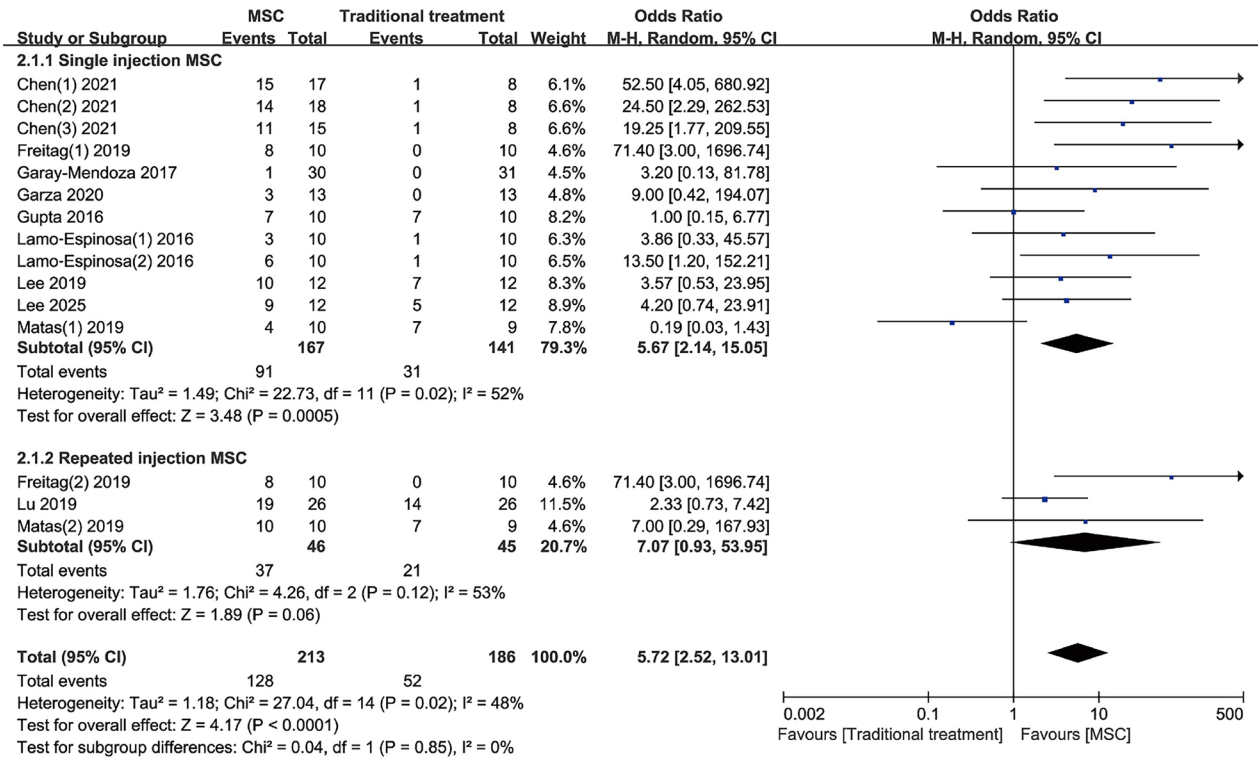 MSC Traditional treatment Odds Ratio Odds Ratio
Study or Subgroup Events Total Events Total Weight M-H, Random, 95% CI M-H, Random, 95% CI
2.1.1 Single injection MSC
Chen(1) 2021 15 17 1 8 6.1% 52.50 [4.05, 680.92]
Chen(2) 2021 14 18 1 8 6.6% 24.50 [2.29, 262.53]
Chen(3) 2021 11 15 1 8 6.6% 19.25 [1.77, 209.55]
Freitag(1) 2019 8 10 0 10 4.6% 71.40 [3.00, 1696.74]
Garay-Mendoza 2017 1 30 0 31 4.5% 3.20 [0.13, 81.78]
Garza 2020 3 13 0 13 4.8% 9.00 [0.42, 194.07]
Gupta 2016 7 10 7 10 8.2% 1.00 [0.15, 6.77]
Lamo-Espinosa(1) 2016 3 10 1 10 6.3% 3.86 [0.33, 45.57]
Lamo-Espinosa(2) 2016 6 10 1 10 6.5% 13.50 [1.20, 152.21]
Lee 2019 10 12 7 12 8.3% 3.57 [0.53, 23.95]
Lee 2025 9 12 5 12 8.9% 4.20 [0.74, 23.91]
Matas(1) 2019 4 10 7 9 7.8% 0.19 [0.03, 1.43]
Subtotal (95% CI) 167 141 79.3% 5.67 [2.14, 15.05]
Total events 91 31
Heterogeneity: Tau² = 1.49; Chi² = 22.73, df = 11 (P = 0.02); I² = 52%
Test for overall effect: Z = 3.48 (P = 0.0005)
2.1.2 Repeated injection MSC
Freitag(2) 2019 8 10 0 10 4.6% 71.40 [3.00, 1696.74]
Lu 2019 19 26 14 26 11.5% 2.33 [0.73, 7.42]
Matas(2) 2019 10 10 7 9 4.6% 7.00 [0.29, 167.93]
Subtotal (95% CI) 46 45 20.7% 7.07 [0.93, 53.95]
Total events 37 21
Heterogeneity: Tau² = 1.76; Chi² = 4.26, df = 2 (P = 0.12); I² = 53%
Test for overall effect: Z = 1.89 (P = 0.06)
Total (95% CI) 213 186 100.0% 5.72 [2.52, 13.01]
Total events 128 52
Heterogeneity: Tau² = 1.18; Chi² = 27.04, df = 14 (P = 0.02); I² = 48%
Test for overall effect: Z = 4.17 (P < 0.0001)
Test for subgroup differences: Chi² = 0.04, df = 1 (P = 0.85), I² = 0%
0.002 0.1 1 10 500
Favours [Traditional treatment] Favours [MSC]